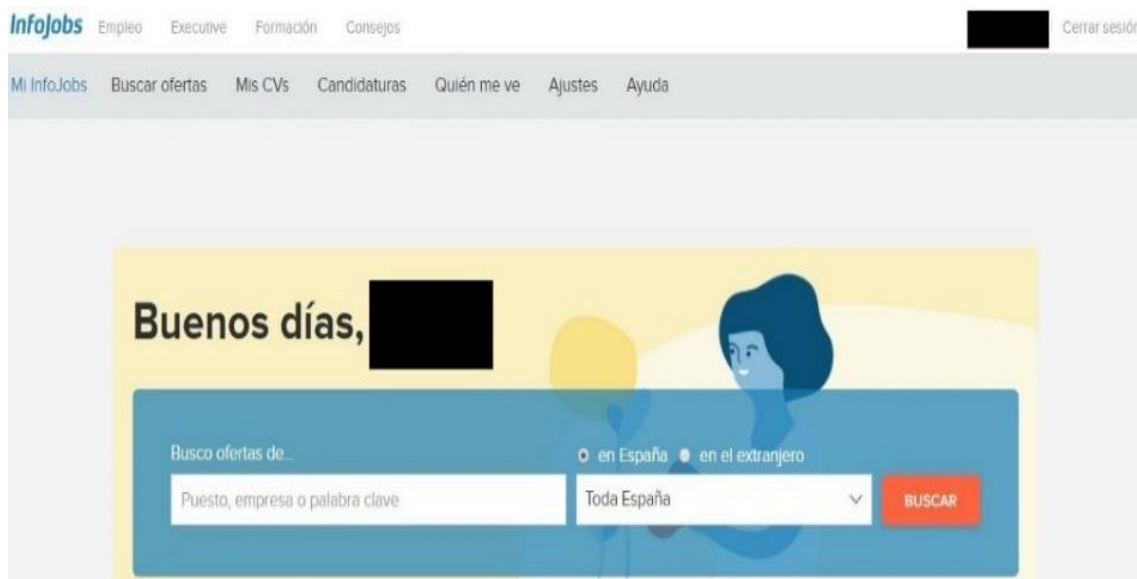 InfoJobs Empleo Executive Formación Consejos Cerrar sesión
Mi InfoJobs Buscar ofertas Mis CVs Candidaturas Quién me ve Ajustes Ayuda
Buenos días,
Busco ofertas de... en España en el extranjero
Puesto, empresa o palabra clave Toda España BUSCAR